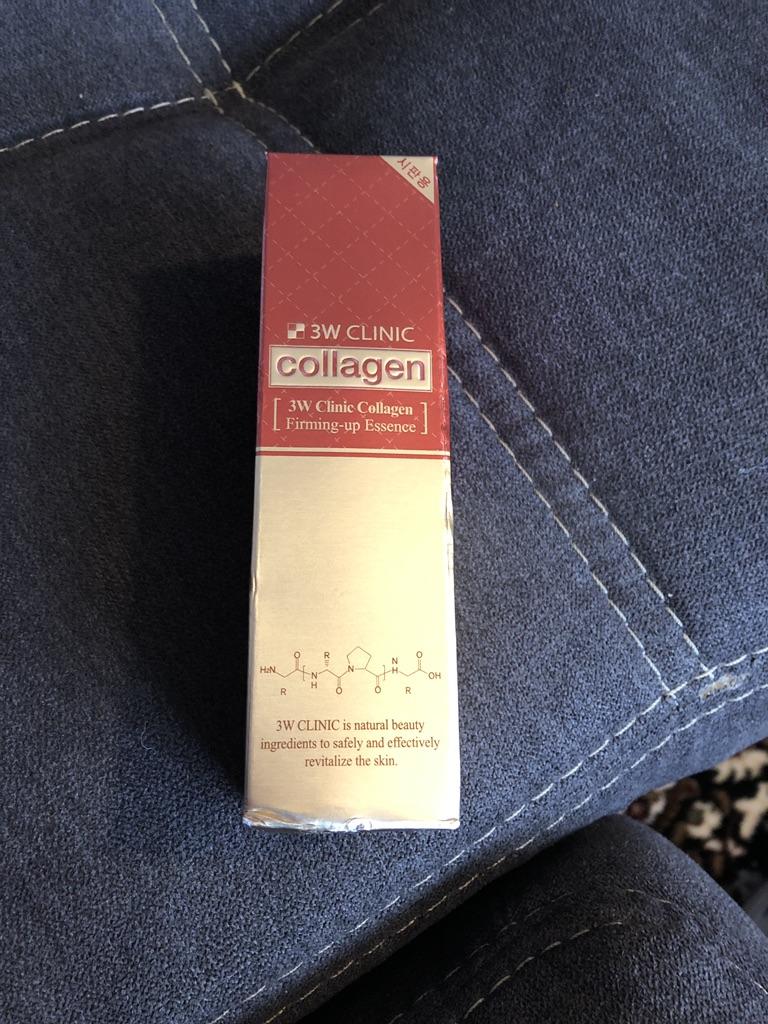 시판용
3W CLINIC
collagen
3W Clinic Collagen
Firming-up Essence
H₂N R O N H R O N O N H R O OH
3W CLINIC is natural beauty
ingredients to safely and effectively
revitalize the skin.